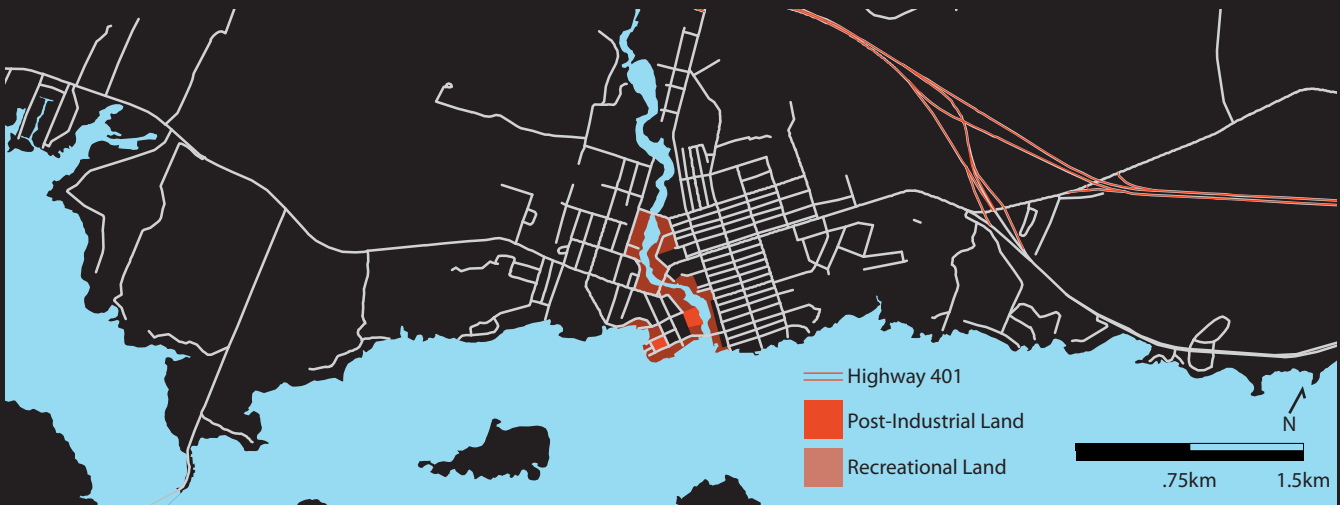 Highway 401
Post-Industrial Land
Recreational Land
N
.75km 1.5km